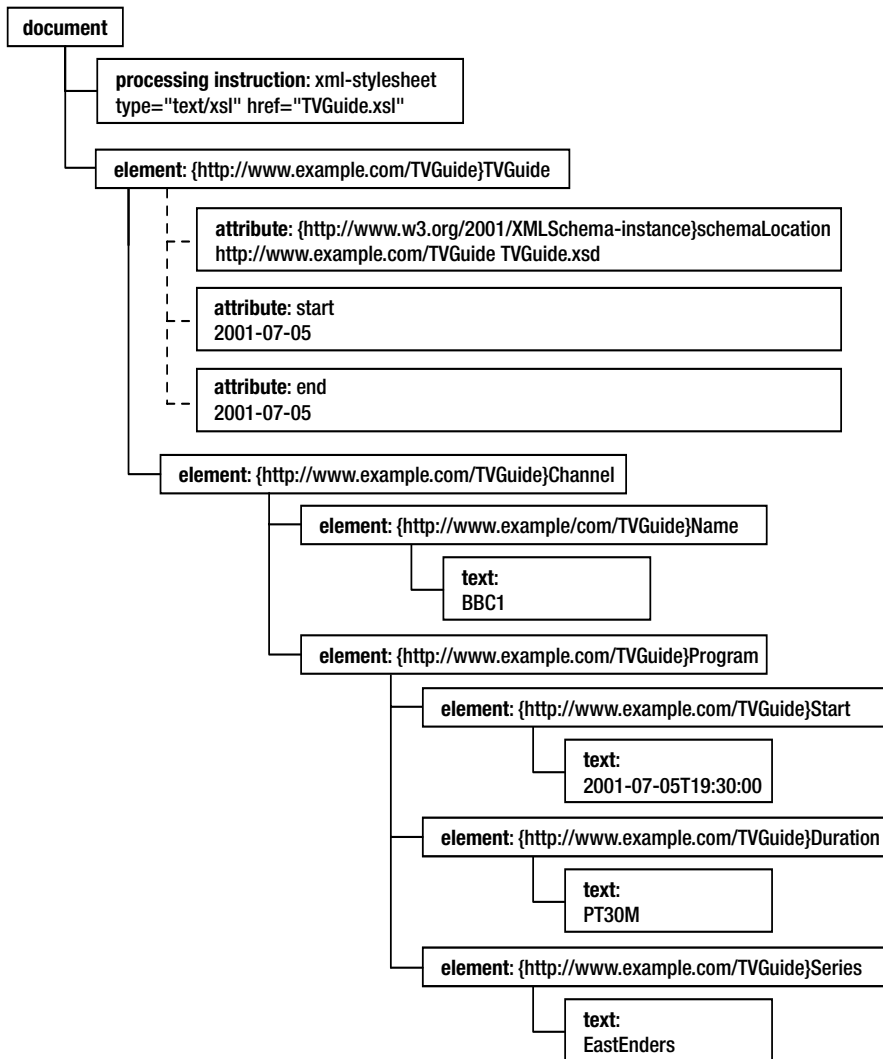 document
processing instruction: xml-stylesheet
type="text/xsl" href="TVGuide.xsl"
element: {http://www.example.com/TVGuide}TVGuide
attribute: {http://www.w3.org/2001/XMLSchema-instance}schemaLocation
http://www.example.com/TVGuide TVGuide.xsd
attribute: start
2001-07-05
attribute: end
2001-07-05
element: {http://www.example.com/TVGuide}Channel
element: {http://www.example/com/TVGuide}Name
text:
BBC1
element: {http://www.example.com/TVGuide}Program
element: {http://www.example.com/TVGuide}Start
text:
2001-07-05T19:30:00
element: {http://www.example.com/TVGuide}Duration
text:
PT30M
element: {http://www.example.com/TVGuide}Series
text:
EastEnders